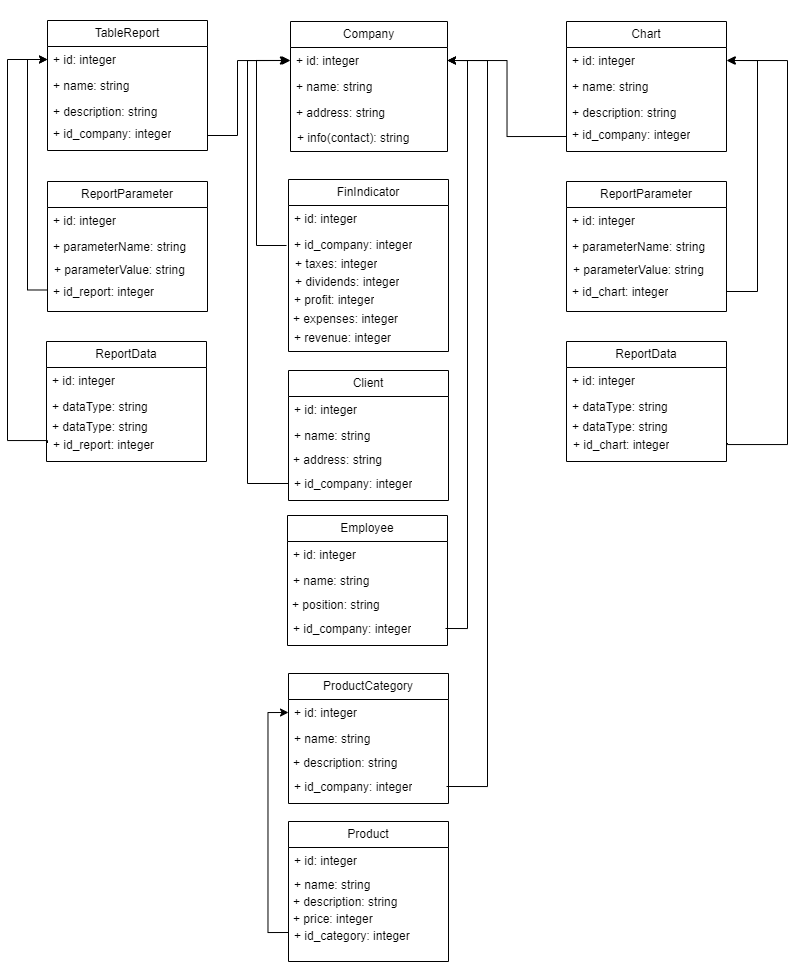 TableReport
+ id: integer
+ name: string
+ description: string
+ id_company: integer
Company
+ id: integer
+ name: string
+ address: string
+ info(contact): string
Chart
+ id: integer
+ name: string
+ description: string
+ id_company: integer
ReportParameter
+ id: integer
+ parameterName: string
+ parameterValue: string
+ id_report: integer
FinIndicator
+ id: integer
+ id_company: integer
+ taxes: integer
+ dividends: integer
+ profit: integer
+ expenses: integer
+ revenue: integer
ReportParameter
+ id: integer
+ parameterName: string
+ parameterValue: string
+ id_chart: integer
ReportData
+ id: integer
+ dataType: string
+ dataType: string
+ id_report: integer
Client
+ id: integer
+ name: string
+ address: string
+ id_company: integer
ReportData
+ id: integer
+ dataType: string
+ dataType: string
+ id_chart: integer
Employee
+ id: integer
+ name: string
+ position: string
+ id_company: integer
ProductCategory
+ id: integer
+ name: string
+ description: string
+ id_company: integer
Product
+ id: integer
+ name: string
+ description: string
+ price: integer
+ id_category: integer